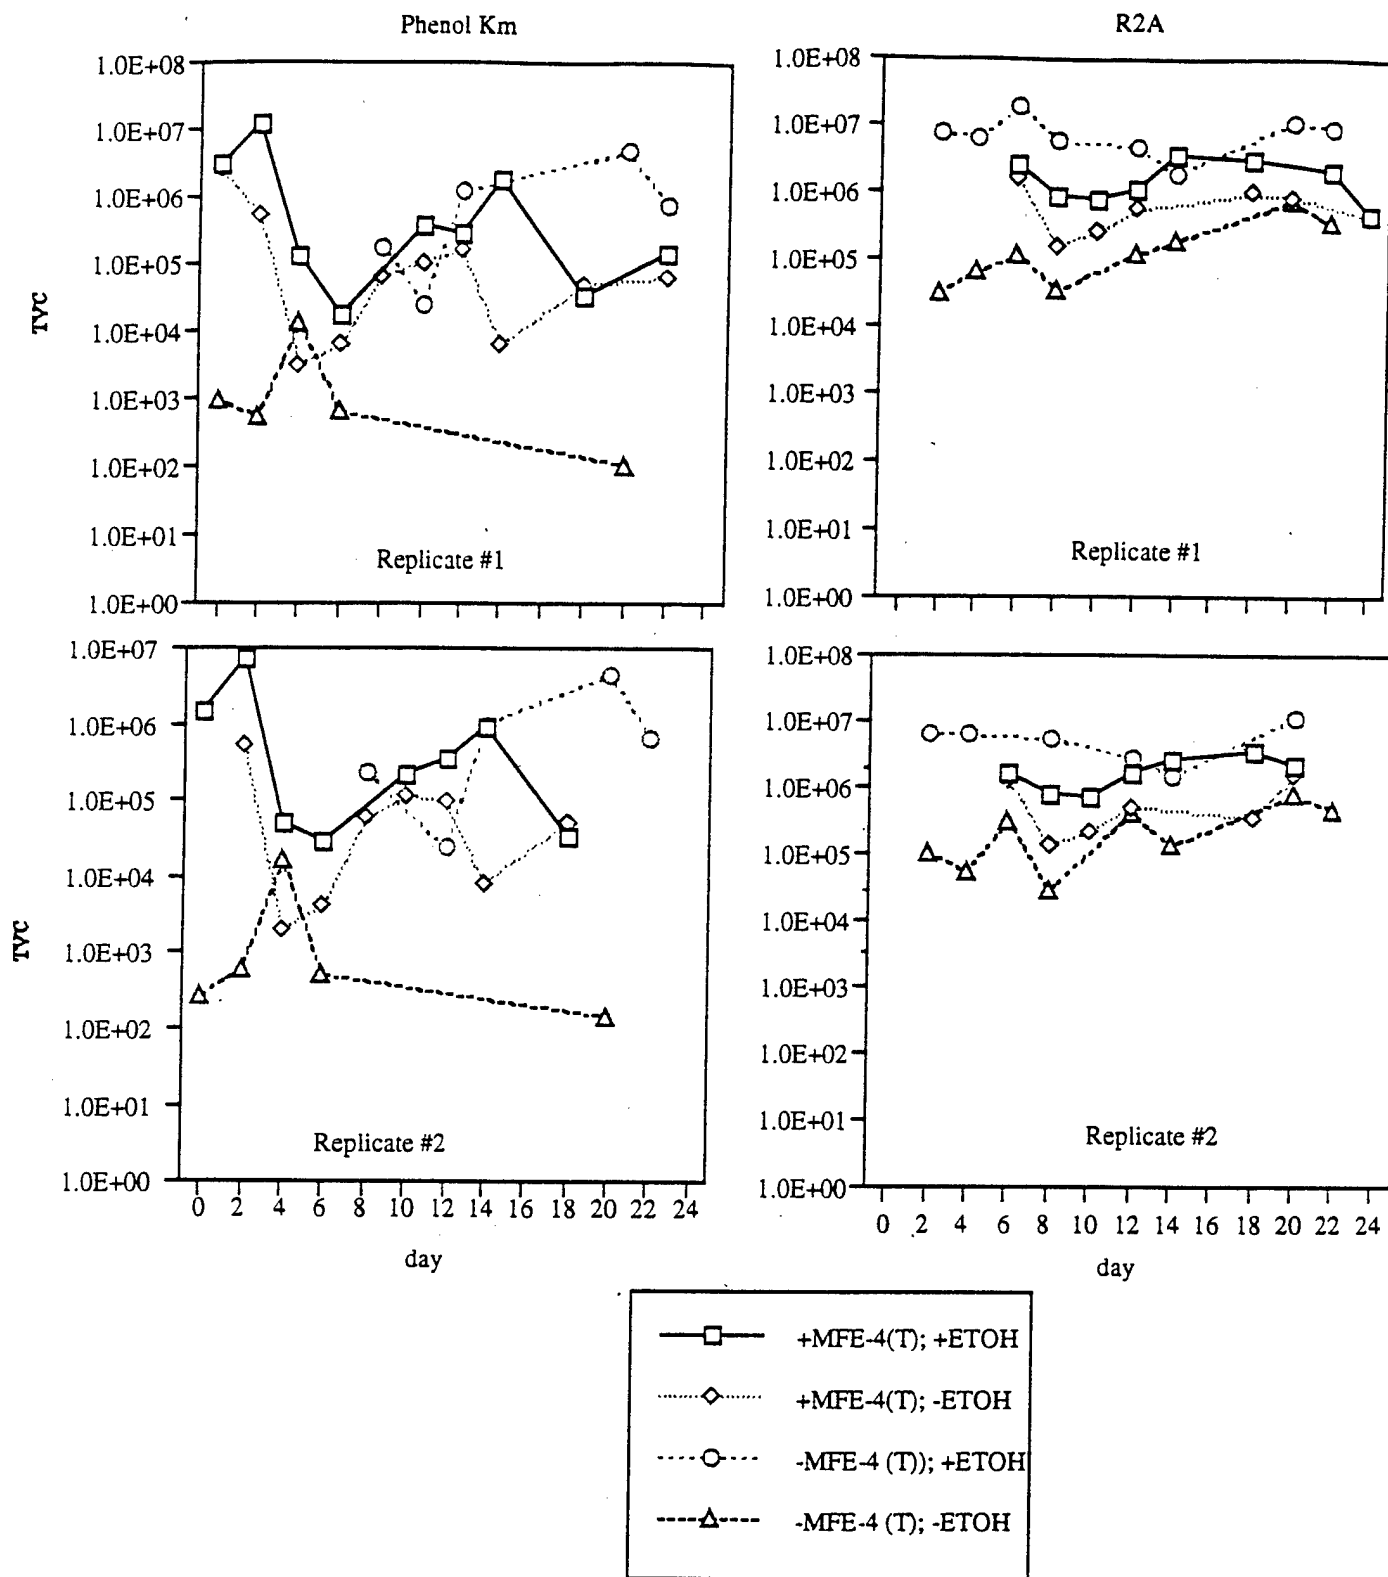 Phenol Km
R2A
1.0E+08
1.0E+07
1.0E+06
1.0E+05
1.0E+04
1.0E+03
1.0E+02
1.0E+01
1.0E+00
TVC
Replicate #1
1.0E+08
1.0E+07
1.0E+06
1.0E+05
1.0E+04
1.0E+03
1.0E+02
1.0E+01
1.0E+00
Replicate #1
1.0E+07
1.0E+06
1.0E+05
1.0E+04
1.0E+03
1.0E+02
1.0E+01
1.0E+00
TVC
Replicate #2
0 2 4 6 8 10 12 14 16 18 20 22 24
day
1.0E+08
1.0E+07
1.0E+06
1.0E+05
1.0E+04
1.0E+03
1.0E+02
1.0E+01
1.0E+00
Replicate #2
0 2 4 6 8 10 12 14 16 18 20 22 24
day
+MFE-4(T); +ETOH
+MFE-4(T); -ETOH
-MFE-4 (T)); +ETOH
-MFE-4 (T); -ETOH